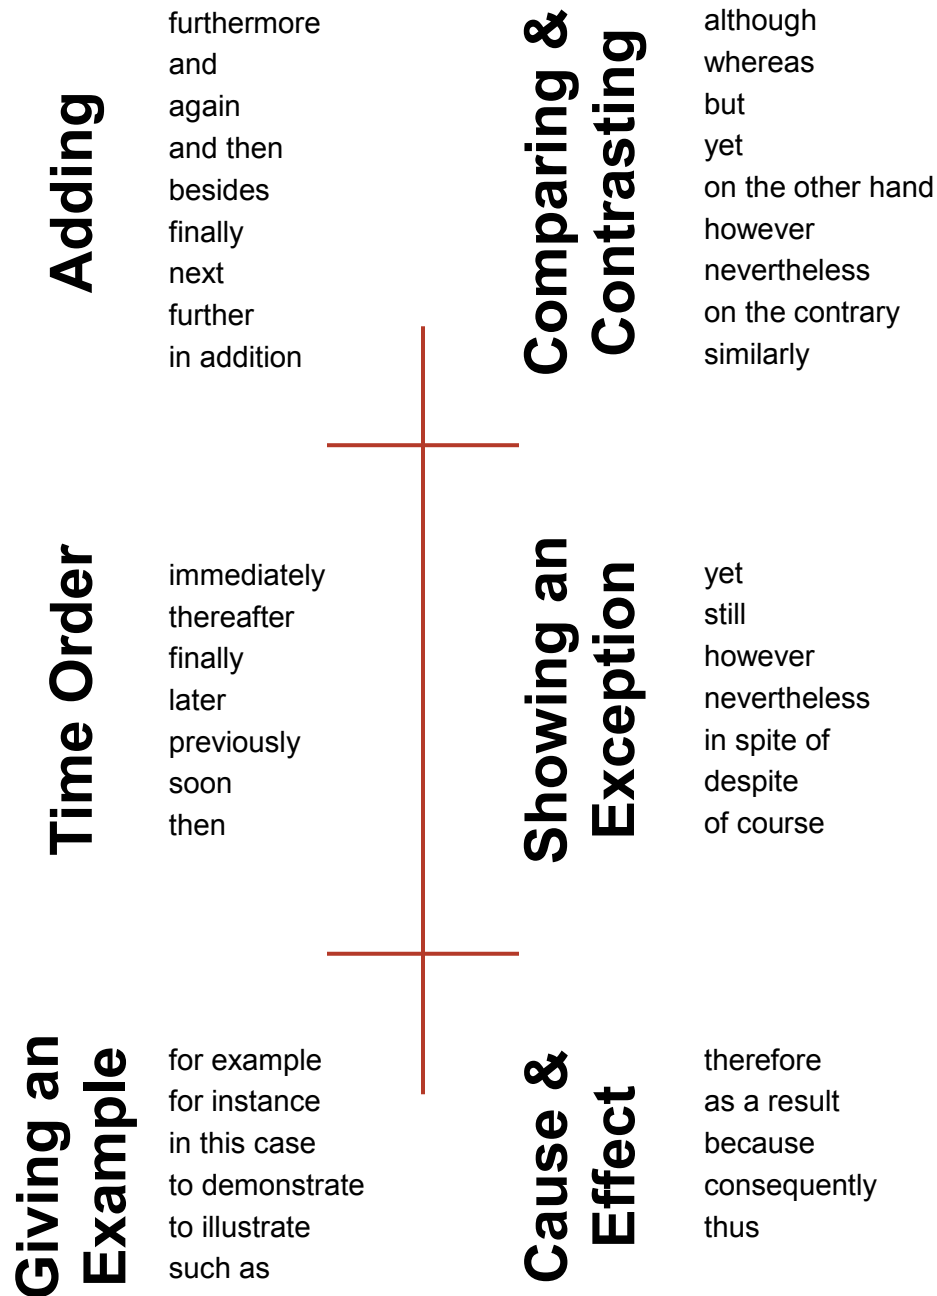 Adding
furthermore
and
again
and then
besides
finally
next
further
in addition
Comparing &
Contrasting
although
whereas
but
yet
on the other hand
however
nevertheless
on the contrary
similarly
Time Order
immediately
thereafter
finally
later
previously
soon
then
Showing an
Exception
yet
still
however
nevertheless
in spite of
despite
of course
Giving an
Example
for example
for instance
in this case
to demonstrate
to illustrate
such as
Cause &
Effect
therefore
as a result
because
consequently
thus